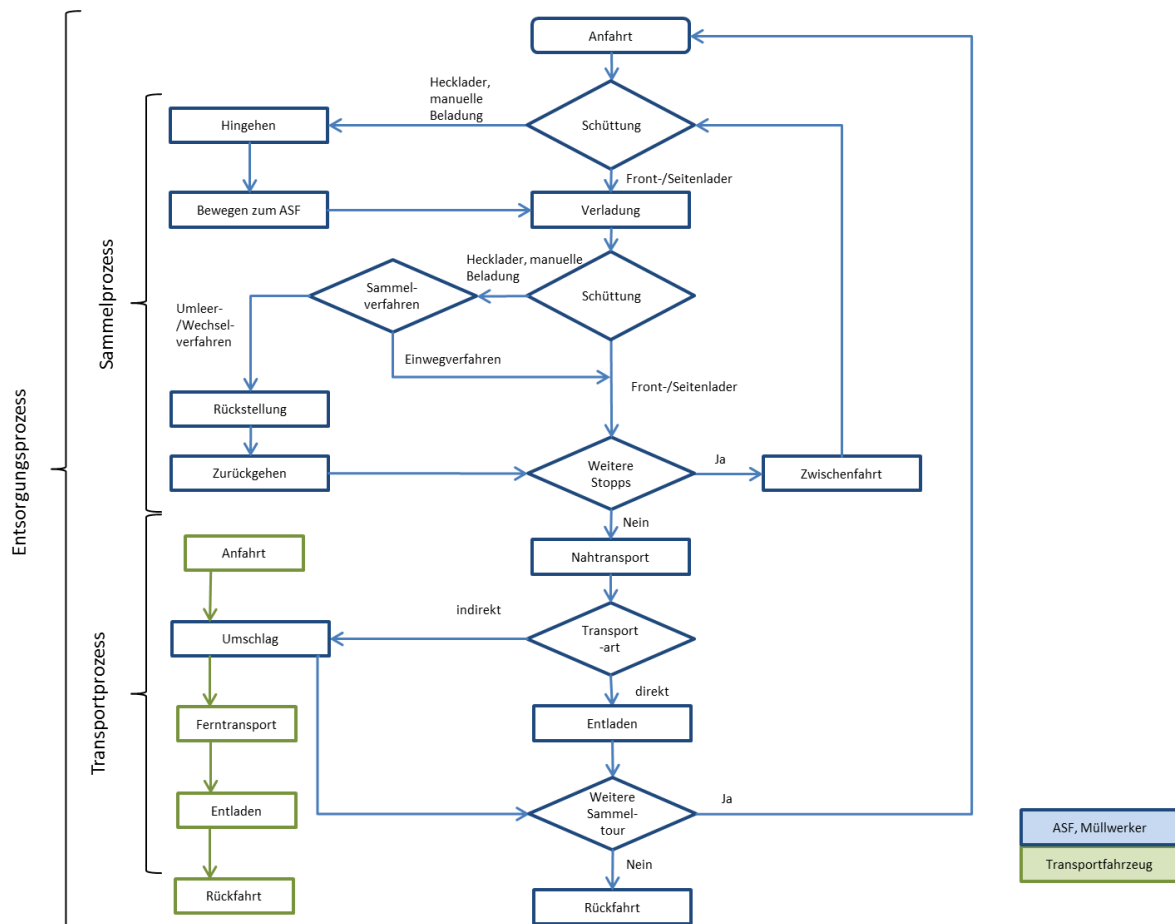 Anfahrt
Hecklader,
manuelle
Beladung
Hingehen
Schüttung
Front-/Seitenlader
Bewegen zum ASF
Verladung
Hecklader, manuelle
Beladung
Sammel-
verfahren
Schüttung
Umleer-
/Wechsel-
verfahren
Einwegverfahren
Front-/Seitenlader
Rückstellung
Zurückgehen
Weitere
Stopps
Ja
Zwischenfahrt
Nein
Sammelprozess
Entsorgungsprozess
Transportprozess
Anfahrt
Nahtransport
indirekt
Umschlag
Transport
-art
direkt
Ferntransport
Entladen
Entladen
Weitere
Sammel-
tour
Ja
Nein
Rückfahrt
Rückfahrt
ASF, Müllwerker
Transportfahrzeug